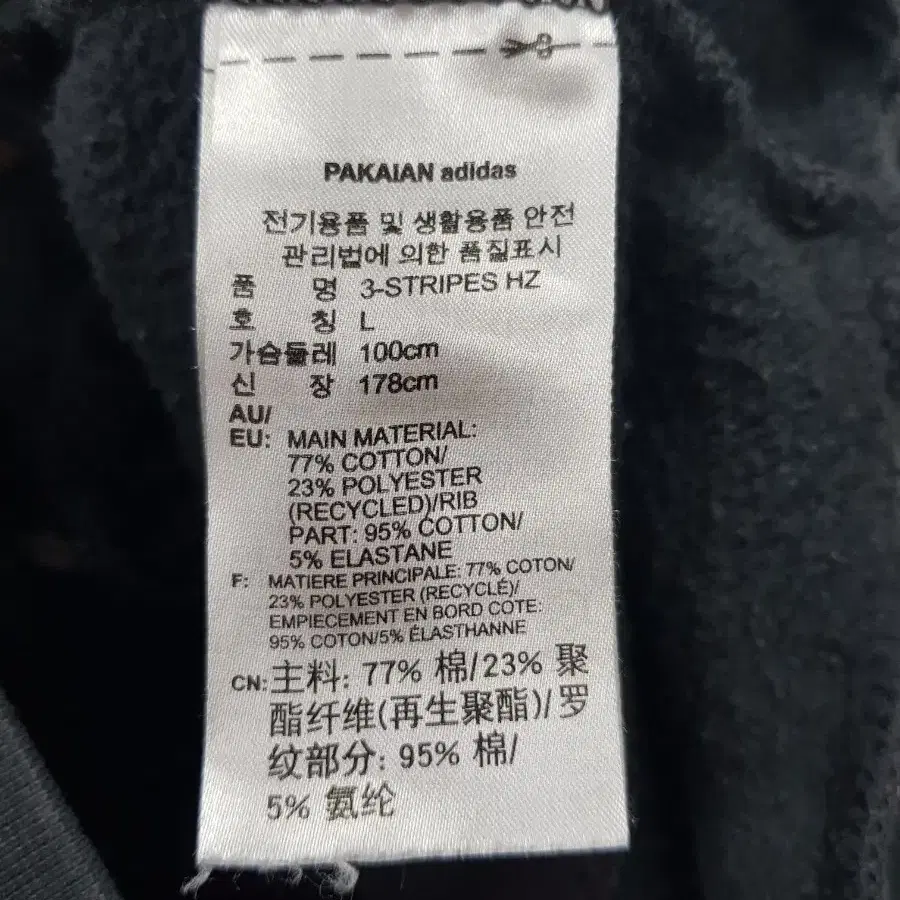 PAKAIAN adidas
전기용품 및 생활용품 안전
관리법에 의한 품질표시
품 명 3-STRIPES HZ
호 칭 L
가슴둘레 100cm
신 장 178cm
AU/
EU: MAIN MATERIAL:
77% COTTON/
23% POLYESTER
(RECYCLED)/RIB
PART: 95% COTTON/
5% ELASTANE
F: MATIERE PRINCIPALE: 77% COTON/
23% POLYESTER (RECYCLÉ)/
EMPIECEMENT EN BORD COTE:
95% COTON/5% ÉLASTHANNE
CN: 主料: 77% 棉/23% 聚
酯纤维(再生聚酯)/罗
纹部分: 95% 棉/
5% 氨纶